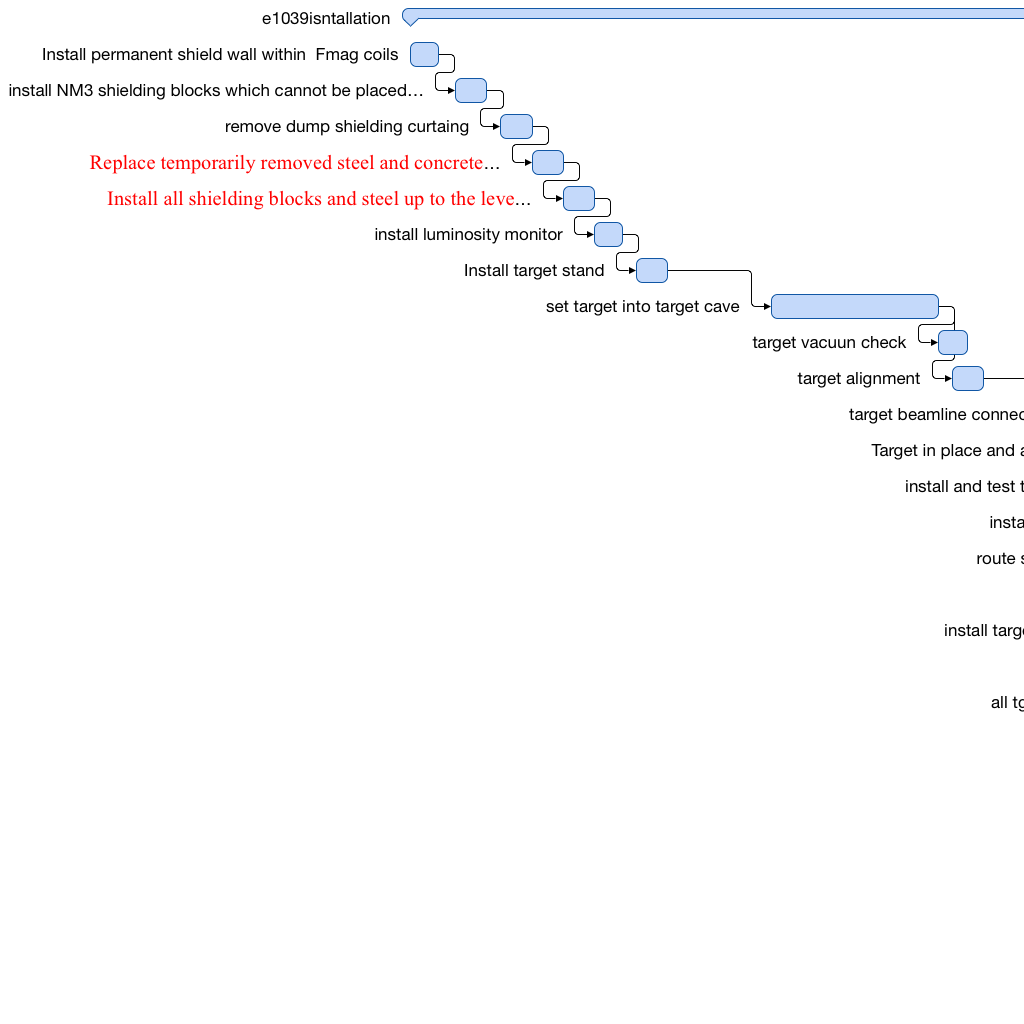 e1039isntallation
Install permanent shield wall within  Fmag coils
install NM3 shielding blocks which cannot be placed…
remove dump shielding curtaing
Replace temporarily removed steel and concrete…
Install all shielding blocks and steel up to the leve…
install luminosity monitor
Install target stand
set target into target cave
target vacuun check
target alignment
target beamline connec
Target in place and a
install and test t
insta
route s
install targe
all tg